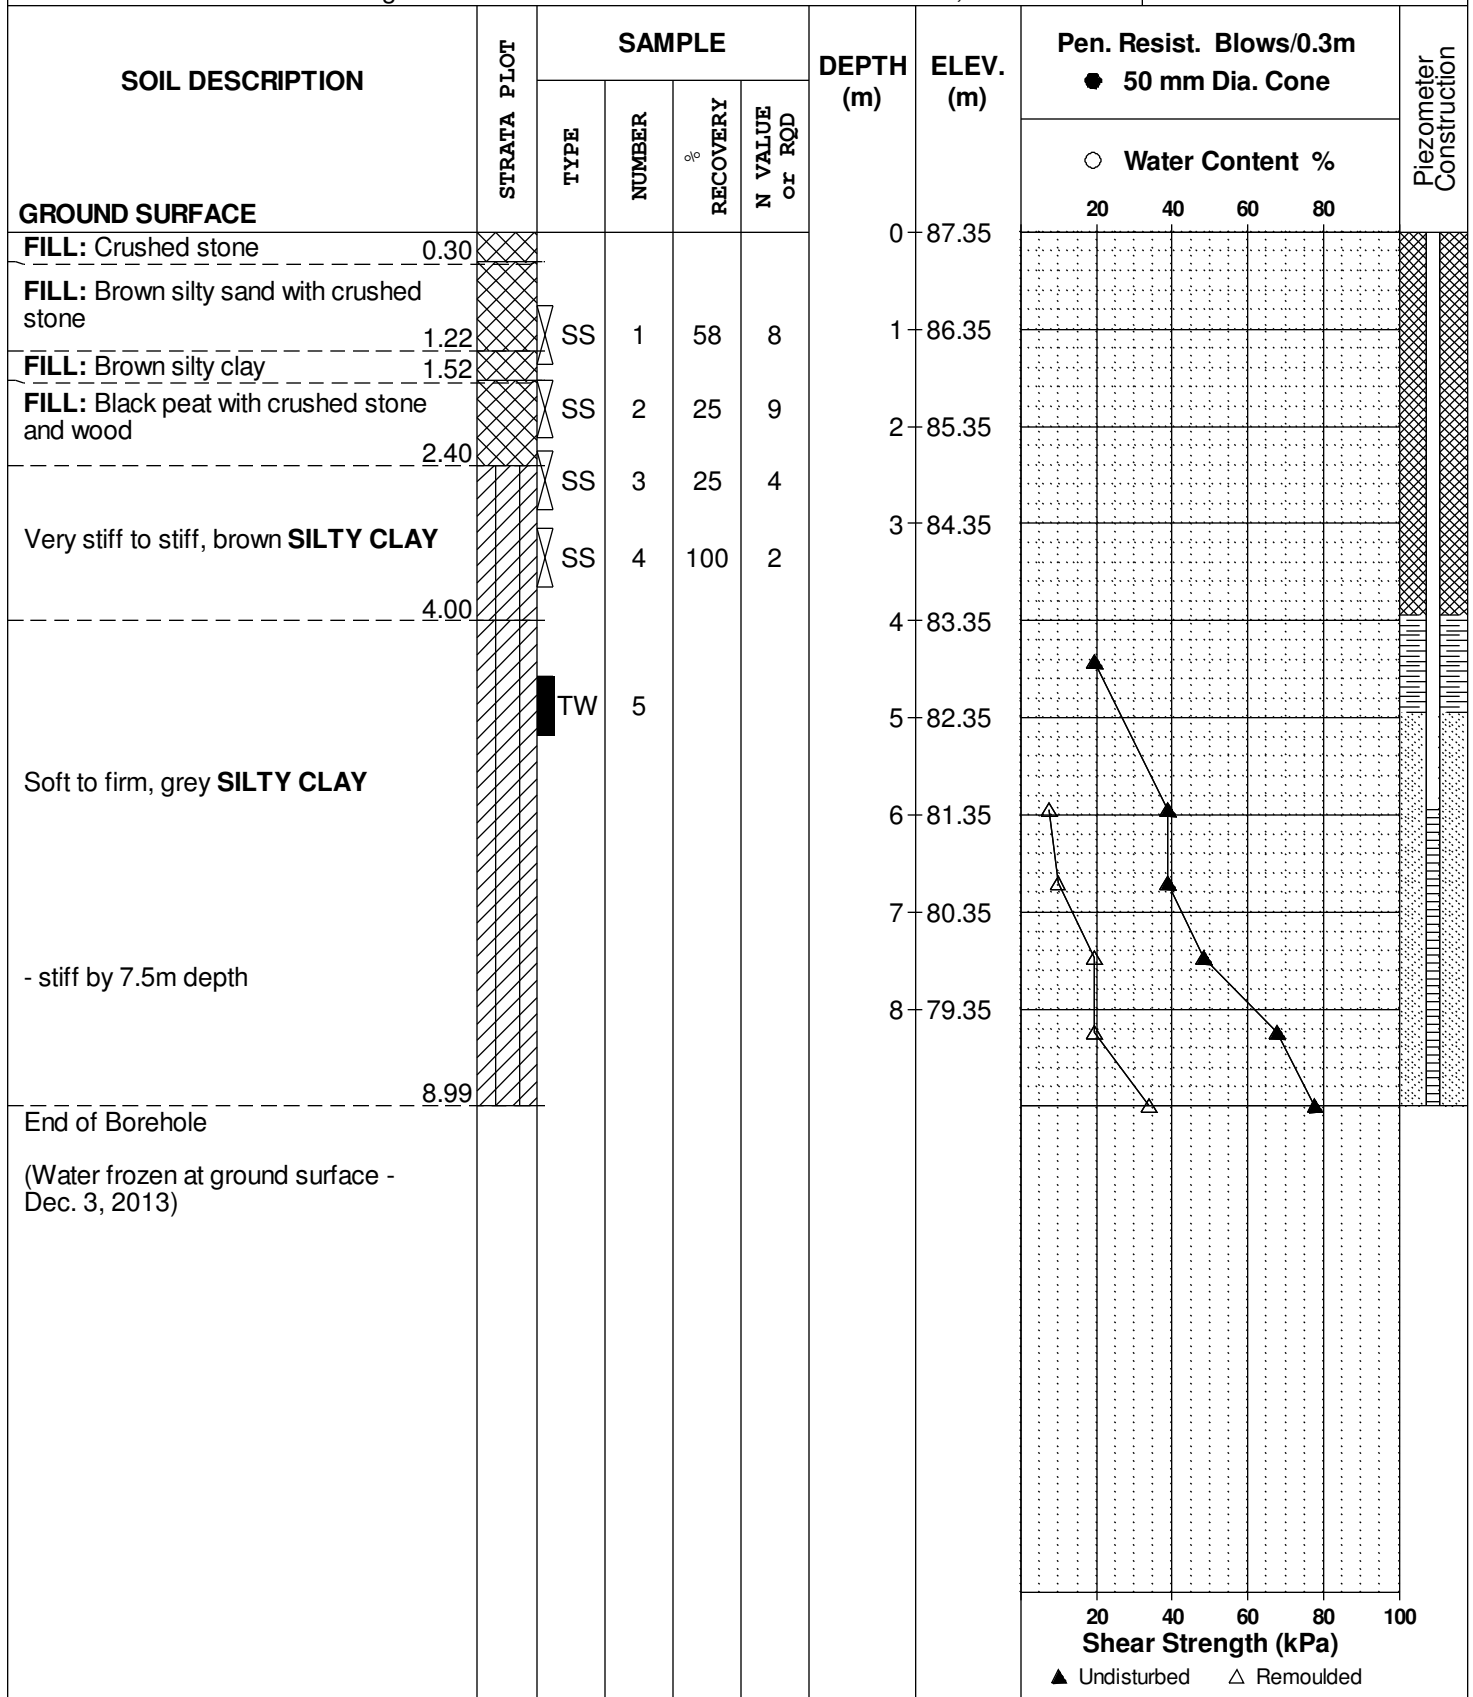 SOIL DESCRIPTION
GROUND SURFACE
STRATA PLOT
SAMPLE
TYPE
NUMBER
%
RECOVERY
N VALUE
or RQD
DEPTH
(m)
ELEV.
(m)
Pen. Resist. Blows/0.3m
● 50 mm Dia. Cone
○ Water Content %
20 40 60 80
Piezometer
Construction
0 87.35
FILL: Crushed stone 0.30
FILL: Brown silty sand with crushed
stone
1.22
SS 1 58 8
1 86.35
FILL: Brown silty clay 1.52
FILL: Black peat with crushed stone
and wood
2.40
SS 2 25 9
2 85.35
SS 3 25 4
3 84.35
Very stiff to stiff, brown SILTY CLAY
SS 4 100 2
4.00
4 83.35
TW 5
5 82.35
Soft to firm, grey SILTY CLAY
6 81.35
7 80.35
- stiff by 7.5m depth
8 79.35
8.99
End of Borehole
(Water frozen at ground surface -
Dec. 3, 2013)
20 40 60 80 100
Shear Strength (kPa)
▲ Undisturbed △ Remoulded